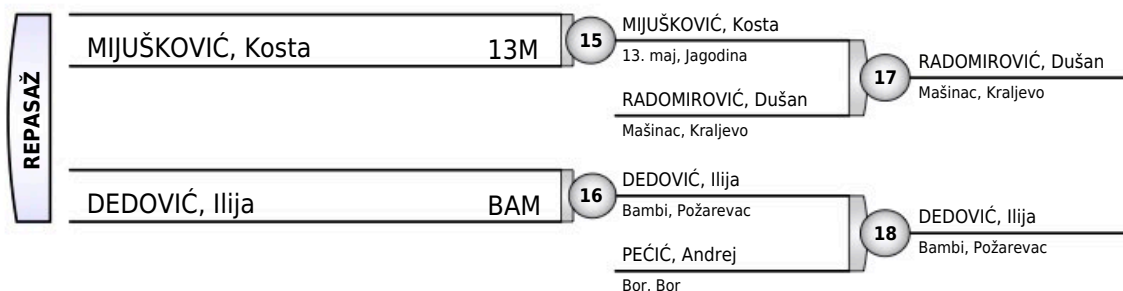 REPASAŽ
MIJUŠKOVIĆ, Kosta 13M
15
MIJUŠKOVIĆ, Kosta
13. maj, Jagodina
RADOMIROVIĆ, Dušan
Mašinac, Kraljevo
17
RADOMIROVIĆ, Dušan
Mašinac, Kraljevo
DEDOVIĆ, Ilija BAM
16
DEDOVIĆ, Ilija
Bambi, Požarevac
PEĆIĆ, Andrej
Bor, Bor
18
DEDOVIĆ, Ilija
Bambi, Požarevac